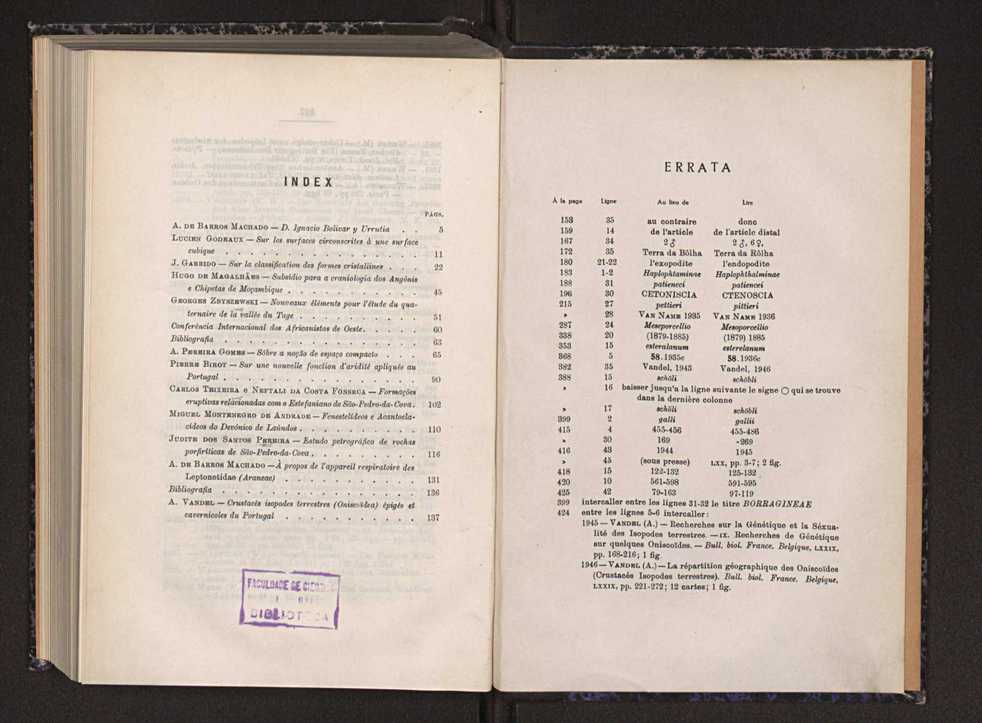 INDEX
PÁGS.
A. DE BARROS MACHADO — D. Ignacio Bolivar y Urrutia . . 5
LUCIEN GODEAUX — Sur les surfaces circonscrites à une surface
cubique . . . . . . . . . . . 11
J. GARRIDO — Sur la classification des formes cristallines . . . 22
HUGO DE MAGALHÃES — Subsídio para a craniologia dos Angónis
e Chipetas de Moçambique . . . . . . . . 45
GEORGES ZBYSZEWSKI — Nouveaux éléments pour l'étude du qua-
ternaire de la vallée du Tage . . . . . . . 51
Conferência Internacional dos Africanistas de Oeste. . . . . 60
Bibliografia . . . . . . . . . . . 63
A. PEREIRA GOMES — Sôbre a noção de espaço compacto . . . 65
PIERRE BIROT — Sur une nouvelle fonction d'aridité apliquée au
Portugal . . . . . . . . . . . 90
CARLOS TEIXEIRA e NEFTALI DA COSTA FONSECA — Formações
eruptivas relacionadas com o Estefaniano de São-Pedro-da-Cova. 102
MIGUEL MONTENEGRO DE ANDRADE — Fenestelídeos e Acantocla-
dídeos do Devónico de Laúndos . . . . . . . 110
JUDITE DOS SANTOS PEREIRA — Estudo petrográfico de rochas
porfiríticas de São-Pedro-da-Cova . . . . . . 116
A. DE BARROS MACHADO — À propos de l'appareil respiratoire des
Leptonetidae (Araneae) . . . . . . . . 131
Bibliografia . . . . . . . . . . . 136
A. VANDEL — Crustacés isopodes terrestres (Oniscoïdea) épigés et
cavernicoles du Portugal . . . . . . . . 137
FACULDADE DE CIENC
BIBLIOTECA
ERRATA
À la page Ligne Au lieu de Lire
153 35 au contraire donc
159 14 de l'article de l'article distal
167 34 2 ♂ 2 ♂, 6 ♀,
172 35 Terra da Bôlha Terra da Rôlha
180 21-22 l'exopodite l'endopodite
183 1-2 Haplophtaminae Haplophthalminae
188 31 patiencci patiencei
196 30 CETONISCIA CTENOSCIA
215 27 pettieri pittieri
» 28 VAN NAME 1935 VAN NAME 1936
287 24 Meseporcellio Mesoporcellio
338 20 (1879-1885) (1879) 1885
353 15 esteralanum esterelanum
368 5 58.1935c 58.1936c
382 35 Vandel, 1943 Vandel, 1946
388 15 schöli schöbli
» 16 baisser jusqu'a la ligne suivante le signe ◯ qui se trouve
dans la dernière colonne
» 17 schöli schöbli
399 2 galli gallii
415 4 455-456 455-486
» 30 169 -269
416 43 1944 1945
» 45 (sous presse) LXX, pp. 3-7; 2 fig.
418 15 122-132 125-132
420 10 561-598 591-595
425 42 79-163 97-119
399 intercaler entre les lignes 31-32 le titre BORRAGINEAE
424 entre les lignes 5-6 intercaller:
1945 — VANDEL (A.) — Recherches sur la Génétique et la Séxua-
lité des Isopodes terrestres. — IX. Recherches de Génétique
sur quelques Oniscoïdes. — Bull. biol. France. Belgique, LXXIX,
pp. 168-216; 1 fig.
1946 — VANDEL (A.) — La répartition géographique des Oniscoïdes
(Crustacés Isopodes terrestres). Bull. biol. France. Belgique,
LXXIX, pp. 221-272; 12 cartes; 1 fig.